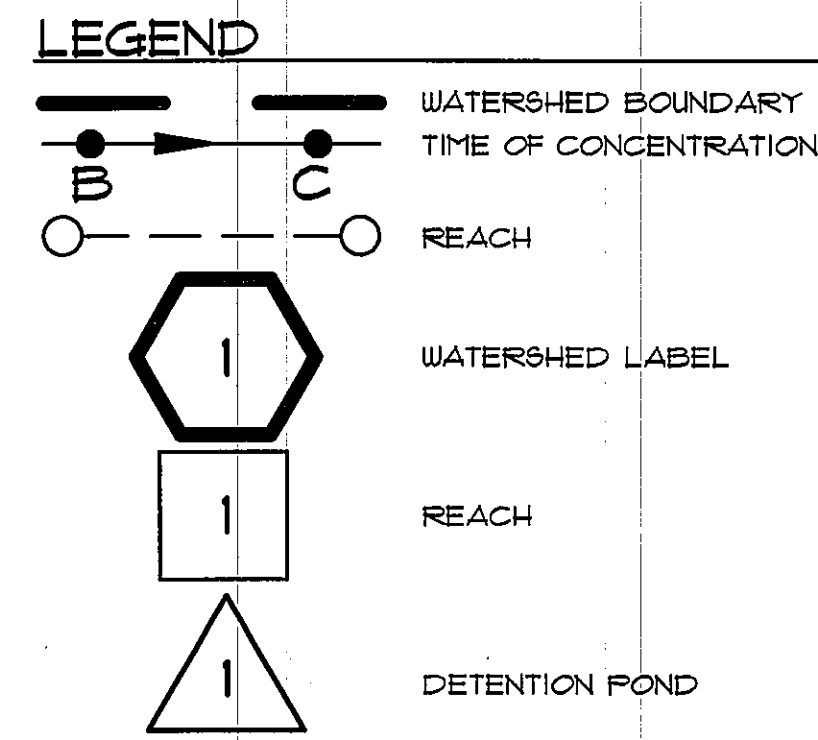 LEGEND
WATERSHED BOUNDARY
TIME OF CONCENTRATION
B C
REACH
1 WATERSHED LABEL
1 REACH
1 DETENTION POND